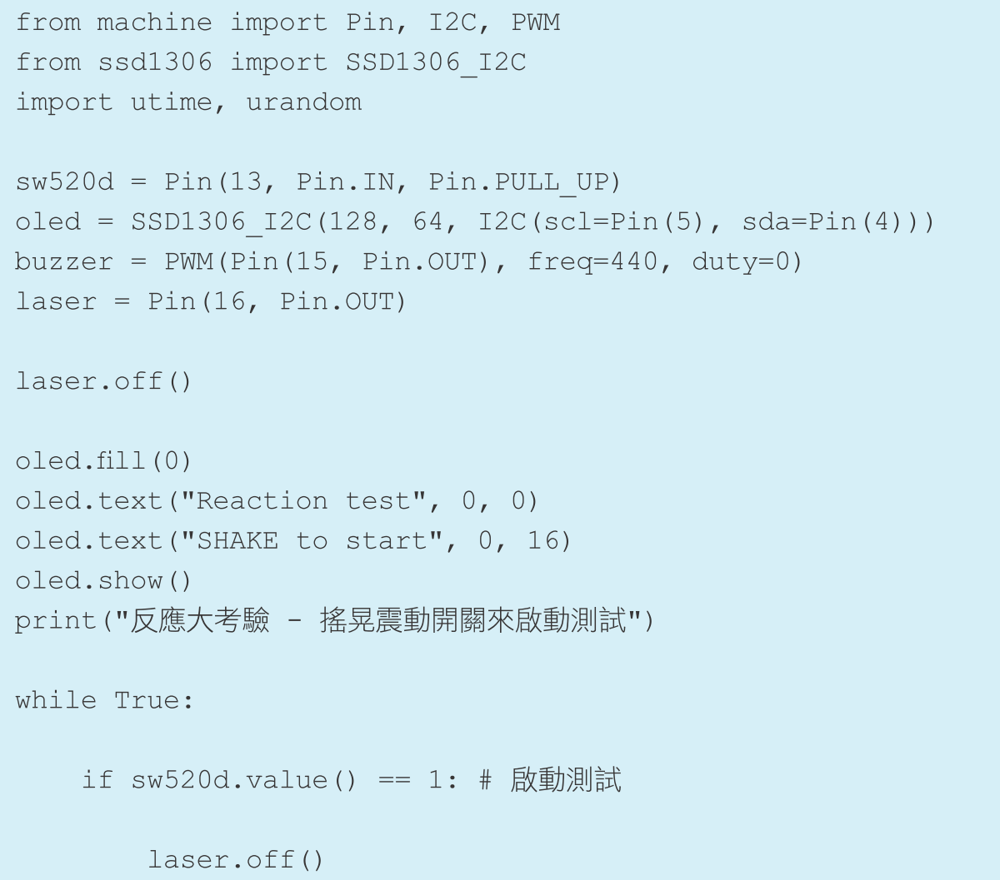 from machine import Pin, I2C, PWM
from ssd1306 import SSD1306_I2C
import utime, urandom
sw520d = Pin(13, Pin.IN, Pin.PULL_UP)
oled = SSD1306_I2C(128, 64, I2C(scl=Pin(5), sda=Pin(4)))
buzzer = PWM(Pin(15, Pin.OUT), freq=440, duty=0)
laser = Pin(16, Pin.OUT)
laser.off()
oled.fill(0)
oled.text("Reaction test", 0, 0)
oled.text("SHAKE to start", 0, 16)
oled.show()
print("反應大考驗 - 搖晃震動開關來啟動測試")
while True:
    if sw520d.value() == 1: # 啟動測試
        laser.off()